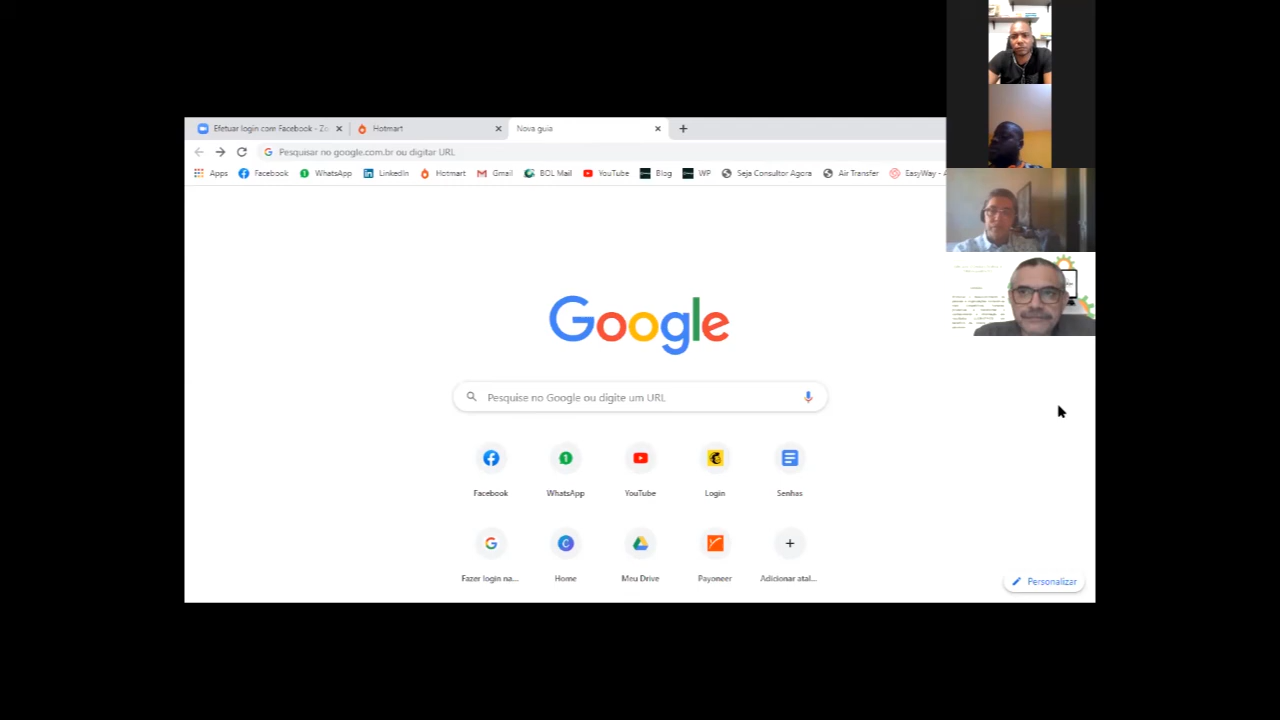 Efetuar login com Facebook - Zo
Hotmart
Nova guia
Pesquisar no google.com.br ou digitar URL
Apps Facebook WhatsApp LinkedIn Hotmart Gmail BOL Mail YouTube Blog WP Seja Consultor Agora Air Transfer EasyWay - A
Google
Pesquise no Google ou digite um URL
Facebook WhatsApp YouTube Login Senhas
Fazer login na... Home Meu Drive Payoneer Adicionar atal...
Personalizar